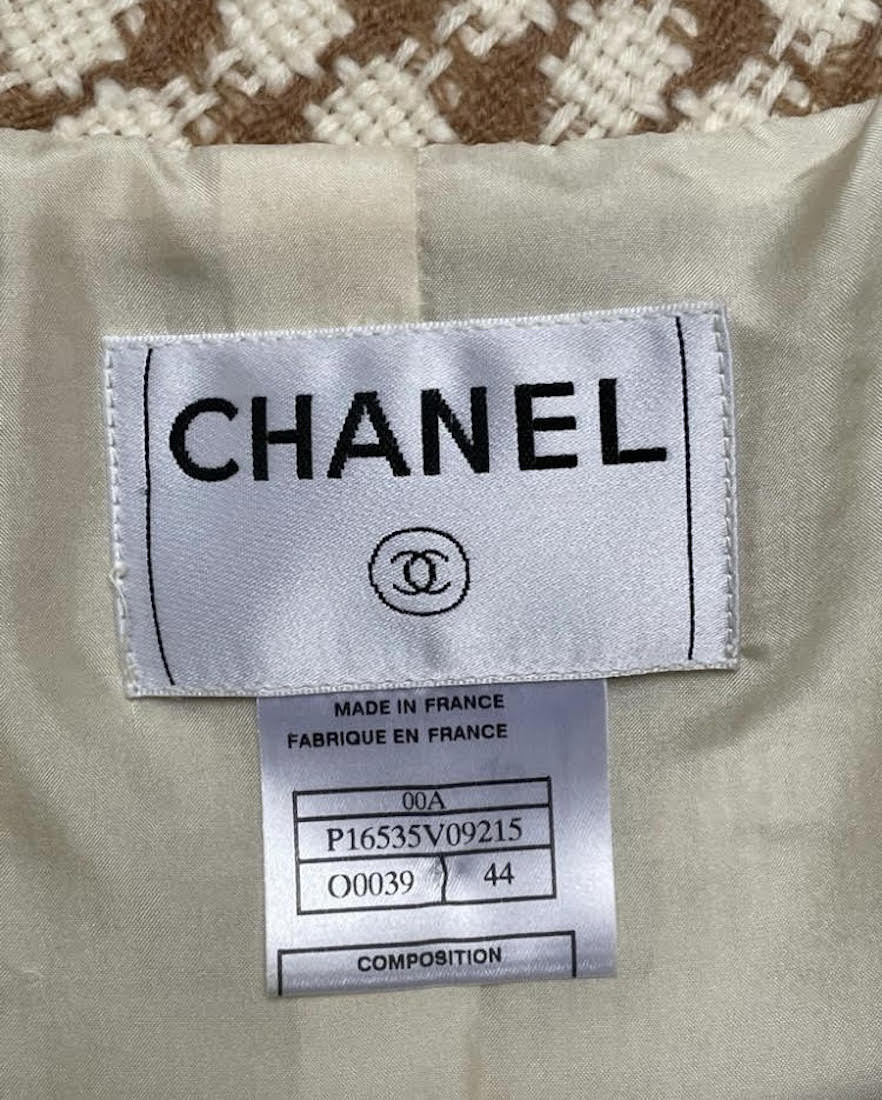 CHANEL
MADE IN FRANCE
FABRIQUE EN FRANCE
00A
P16535V09215
O0039 44
COMPOSITION